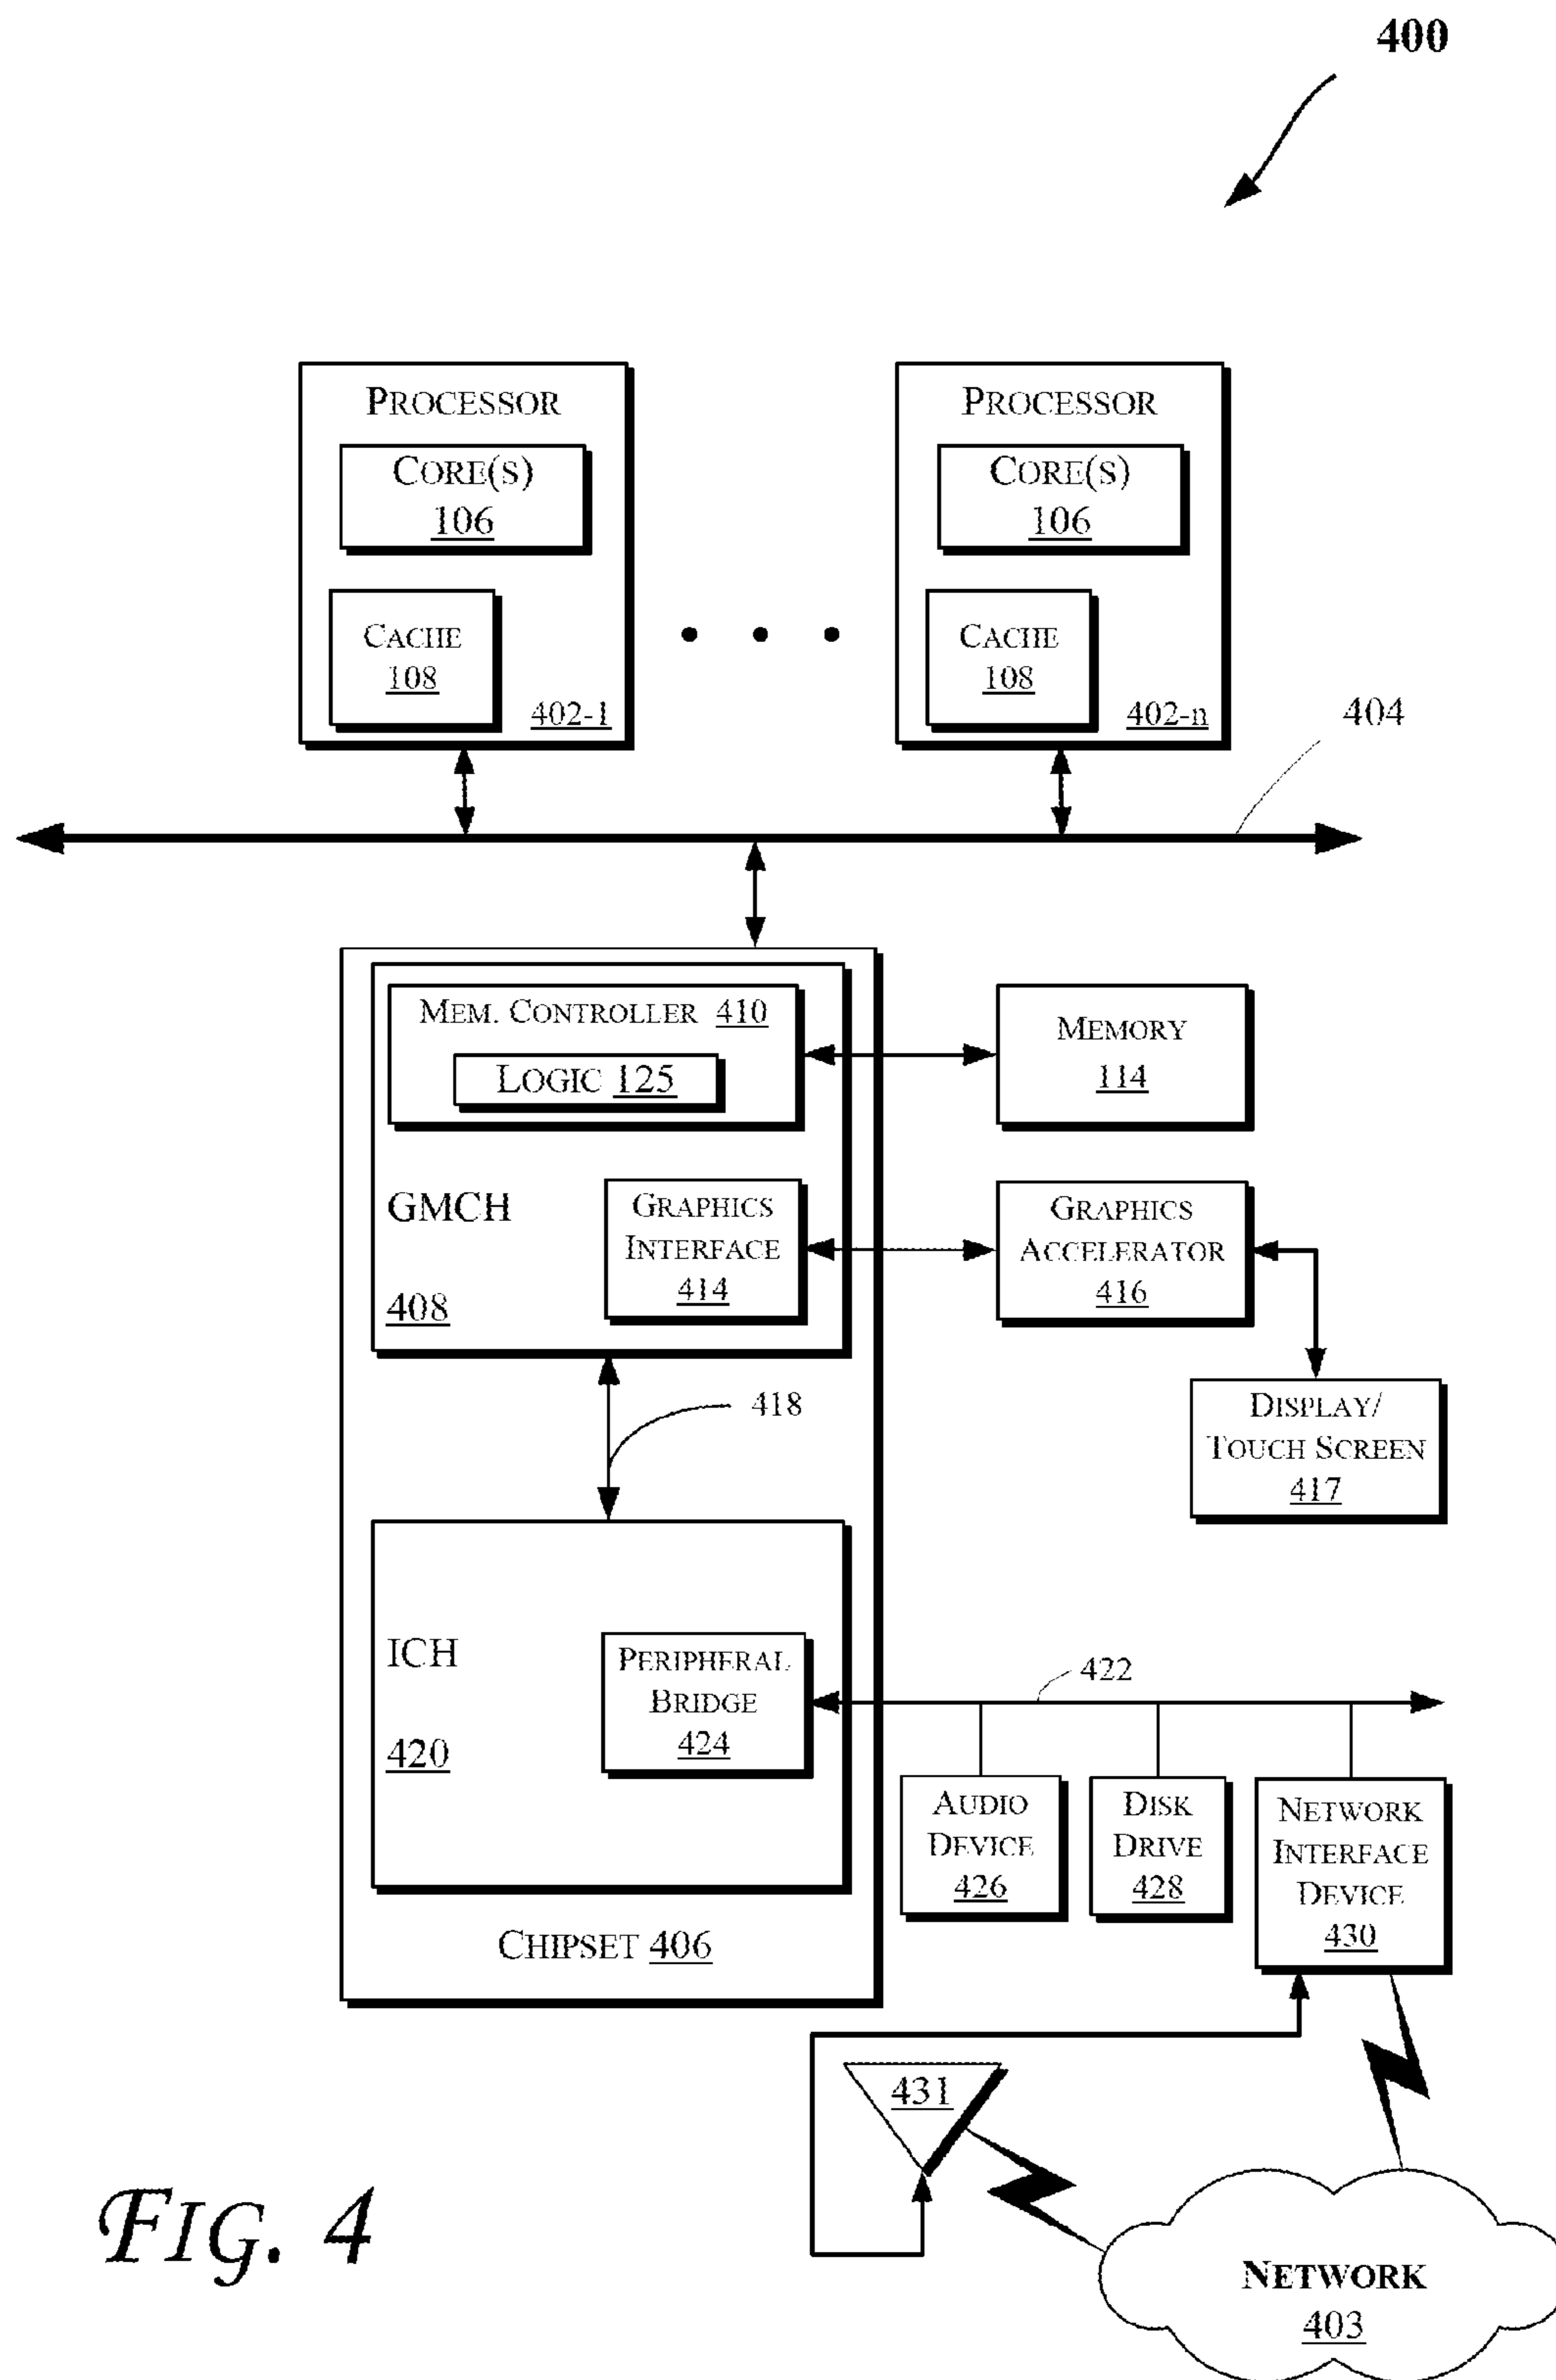 400
PROCESSOR
CORE(S)
106
CACHE
108
402-1
PROCESSOR
CORE(S)
106
CACHE
108
402-n
404
MEM. CONTROLLER 410
LOGIC 125
MEMORY
114
GMCH
408
GRAPHICS
INTERFACE
414
GRAPHICS
ACCELERATOR
416
418
DISPLAY/
TOUCH SCREEN
417
ICH
420
PERIPHERAL
BRIDGE
424
422
AUDIO
DEVICE
426
DISK
DRIVE
428
NETWORK
INTERFACE
DEVICE
430
CHIPSET 406
431
NETWORK
403
FIG. 4